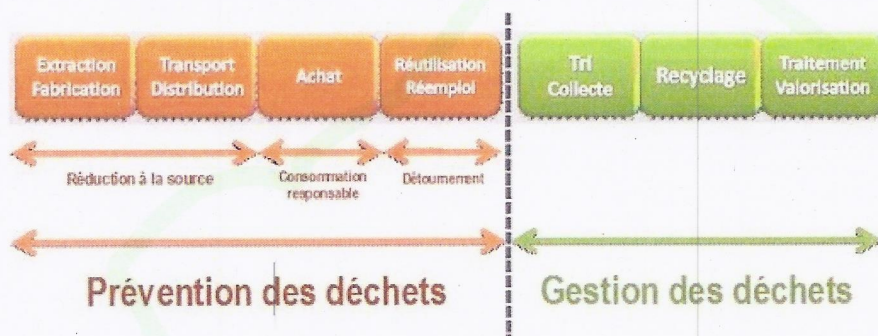 Extraction
Fabrication
Transport
Distribution
Achat
Réutilisation
Réemploi
Tri
Collecte
Recyclage
Traitement
Valorisation
Réduction à la source
Consommation
responsable
Détournement
Prévention des déchets
Gestion des déchets